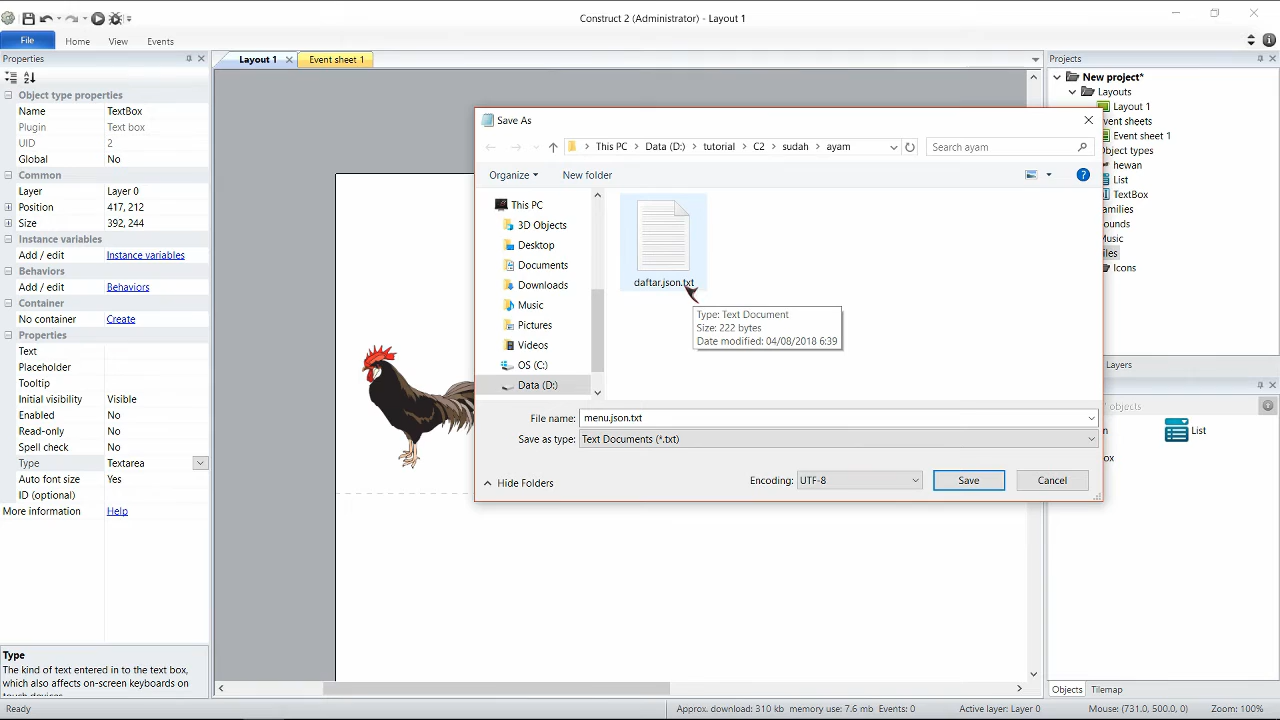 Construct 2 (Administrator) - Layout 1
File Home View Events
Properties
Object type properties
Name TextBox
Plugin Text box
UID 2
Global No
Common
Layer Layer 0
Position 417, 212
Size 392, 244
Instance variables
Add / edit Instance variables
Behaviors
Add / edit Behaviors
Container
No container Create
Properties
Text
Placeholder
Tooltip
Initial visibility Visible
Enabled No
Read-only No
Spell check No
Type Textarea
Auto font size Yes
ID (optional)
More information Help
Type
The kind of text entered in to the text box,
which also affects on-screen keyboards on
Layout 1 Event sheet 1
Save As
This PC Data (D:) tutorial C2 sudah ayam
Search ayam
Organize New folder
This PC
3D Objects
Desktop
Documents
Downloads
Music
Pictures
Videos
OS (C:)
Data (D:)
daftar.json.txt
Type: Text Document
Size: 222 bytes
Date modified: 04/08/2018 6:39
File name: menu.json.txt
Save as type: Text Documents (*.txt)
Hide Folders
Encoding: UTF-8
Save Cancel
Projects
New project*
Layouts
Layout 1
vent sheets
Event sheet 1
bject types
hewan
List
TextBox
amilies
ounds
usic
les
Icons
Layers
objects
n List
ox
Objects Tilemap
Ready
Approx. download: 310 kb memory use: 7.6 mb Events: 0 Active layer: Layer 0 Mouse: (731.0, 500.0, 0) Zoom: 100%